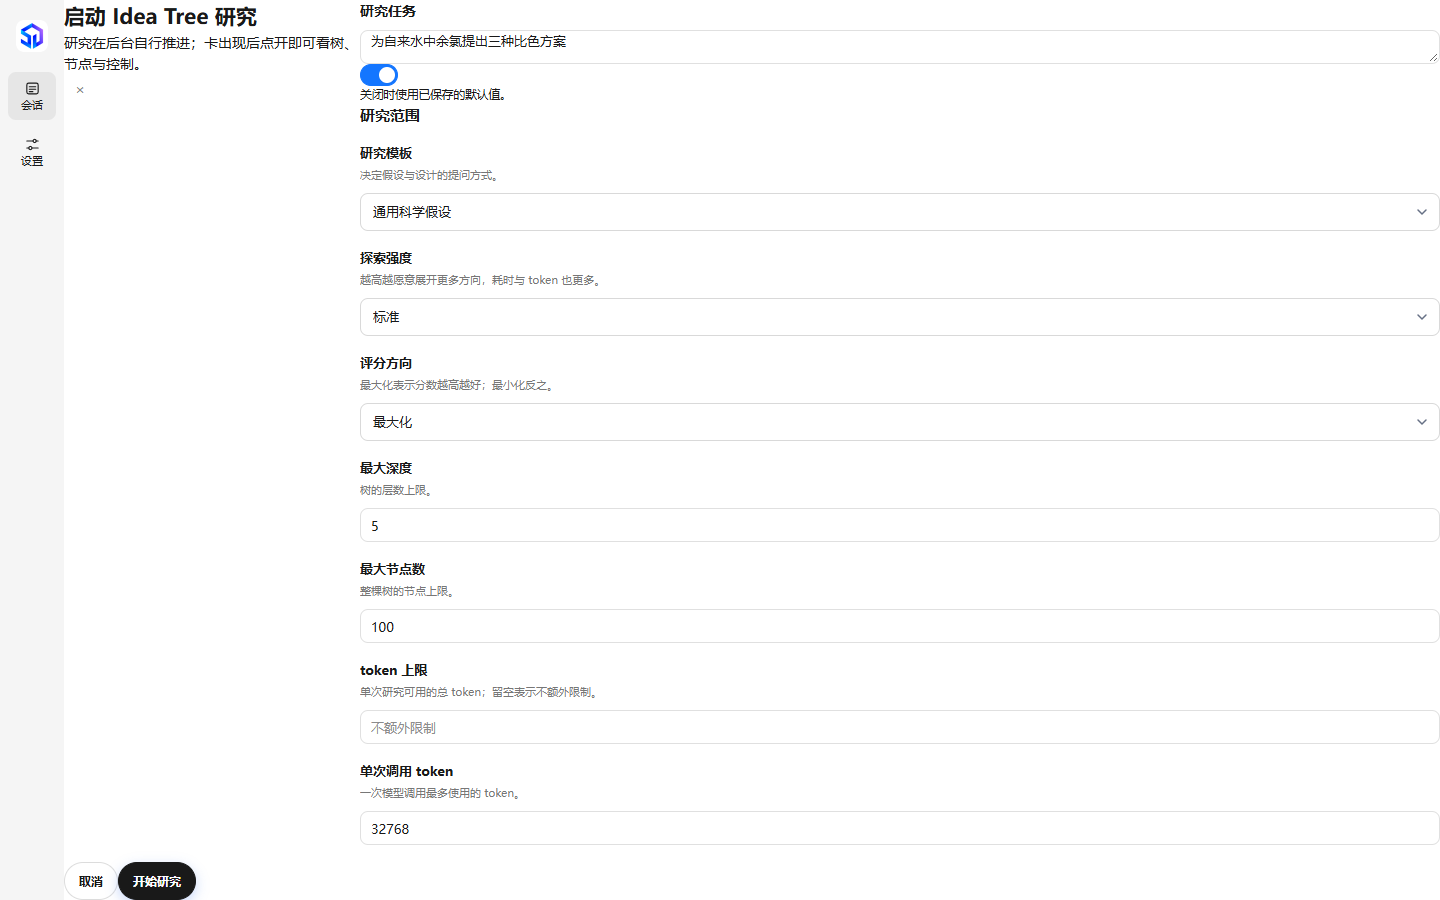 会话
设置
启动 Idea Tree 研究
研究在后台自行推进；卡出现后点开即可看树、
节点与控制。
×
研究任务
为自来水中余氯提出三种比色方案
关闭时使用已保存的默认值。
研究范围
研究模板
决定假设与设计的提问方式。
通用科学假设
探索强度
越高越愿意展开更多方向，耗时与 token 也更多。
标准
评分方向
最大化表示分数越高越好；最小化反之。
最大化
最大深度
树的层数上限。
5
最大节点数
整棵树的节点上限。
100
token 上限
单次研究可用的总 token；留空表示不额外限制。
不额外限制
单次调用 token
一次模型调用最多使用的 token。
32768
取消
开始研究